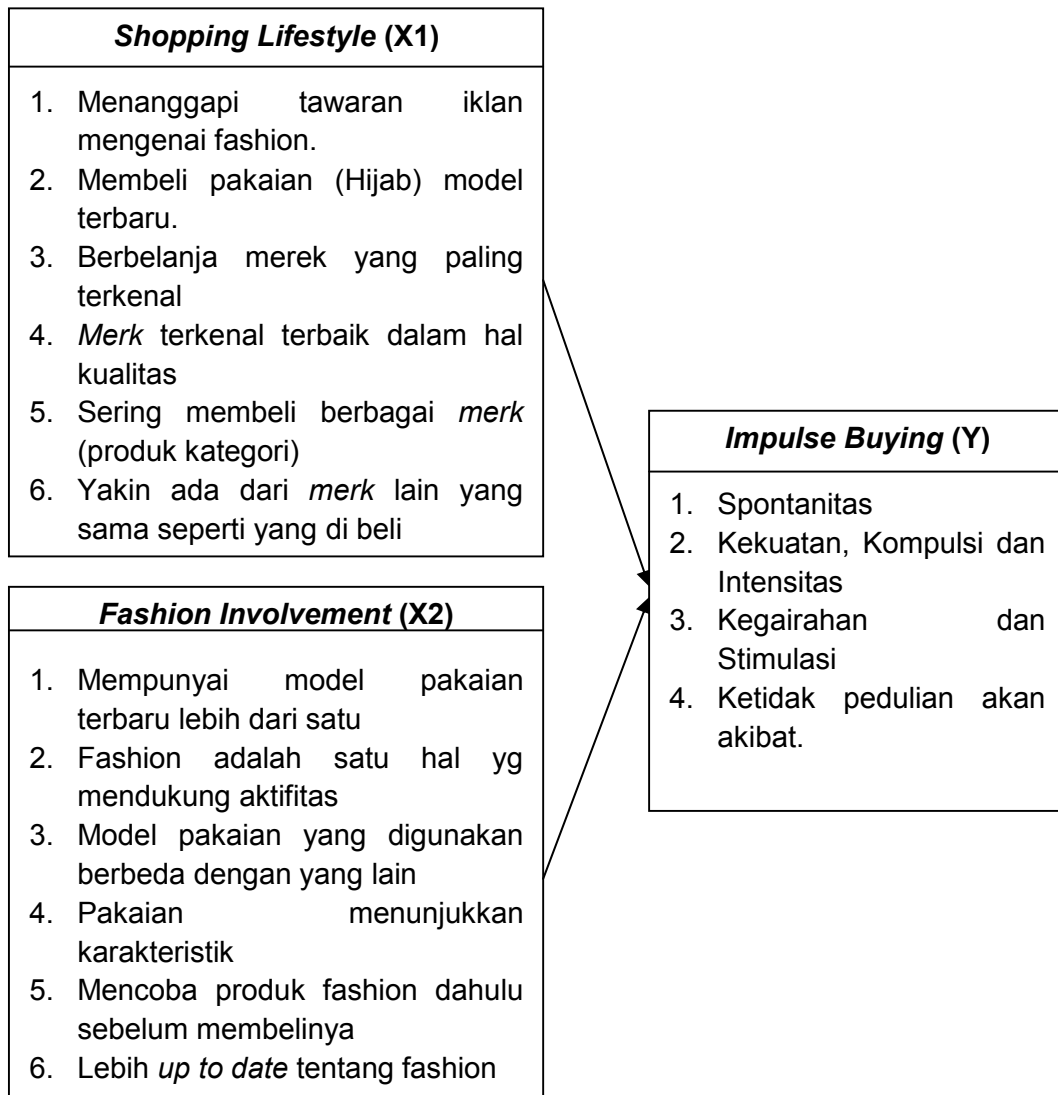 Shopping Lifestyle (X1)
1. Menanggapi tawaran iklan
mengenai fashion.
2. Membeli pakaian (Hijab) model
terbaru.
3. Berbelanja merek yang paling
terkenal
4. Merk terkenal terbaik dalam hal
kualitas
5. Sering membeli berbagai merk
(produk kategori)
6. Yakin ada dari merk lain yang
sama seperti yang di beli
Fashion Involvement (X2)
1. Mempunyai model pakaian
terbaru lebih dari satu
2. Fashion adalah satu hal yg
mendukung aktifitas
3. Model pakaian yang digunakan
berbeda dengan yang lain
4. Pakaian menunjukkan
karakteristik
5. Mencoba produk fashion dahulu
sebelum membelinya
6. Lebih up to date tentang fashion
Impulse Buying (Y)
1. Spontanitas
2. Kekuatan, Kompulsi dan
Intensitas
3. Kegairahan dan
Stimulasi
4. Ketidak pedulian akan
akibat.